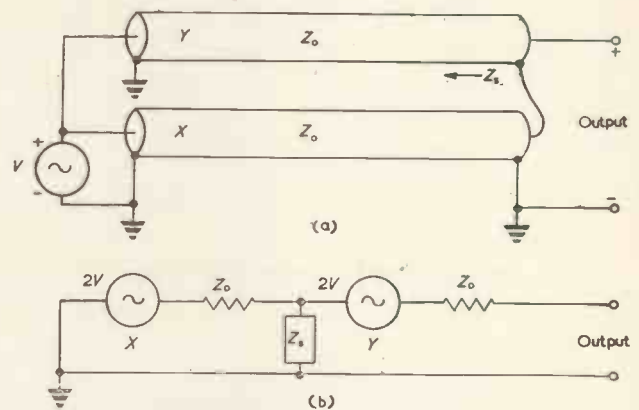 Y Z₀ +
Zₛ
X Z₀ Output
+
V
-
-
(a)
2V Z₀ 2V Z₀
Zₛ Output
X Y
(b)